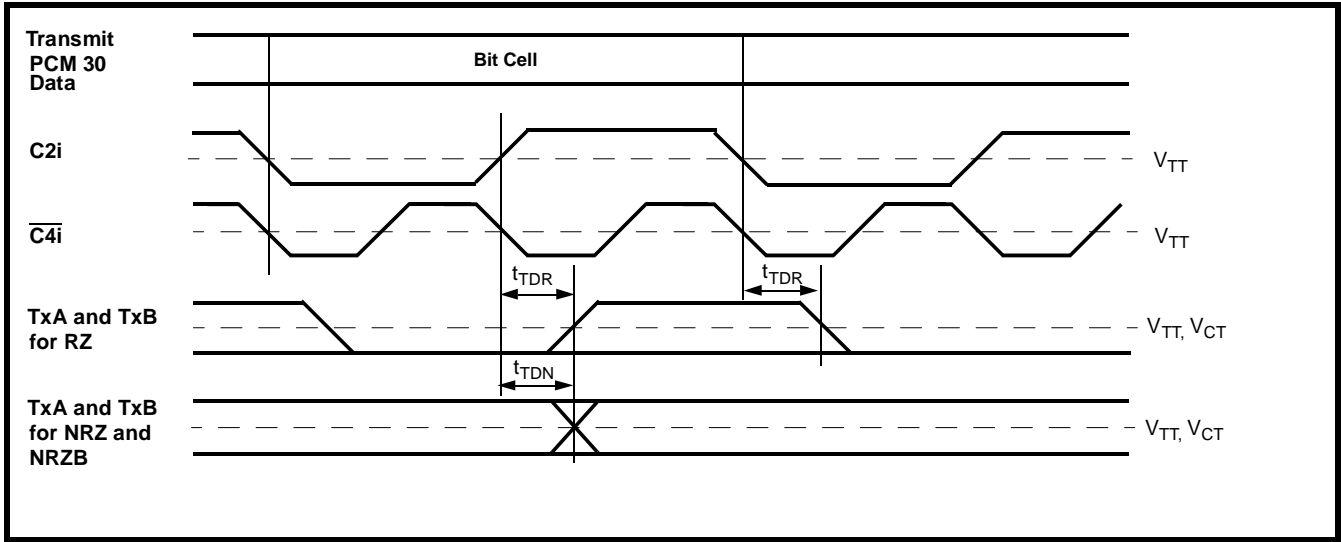 Transmit
PCM 30
Data
Bit Cell
C2i
V_TT
C̅4̅i̅
V_TT
t_TDR
t_TDR
TxA and TxB
for RZ
V_TT, V_CT
t_TDN
TxA and TxB
for NRZ and
NRZB
V_TT, V_CT